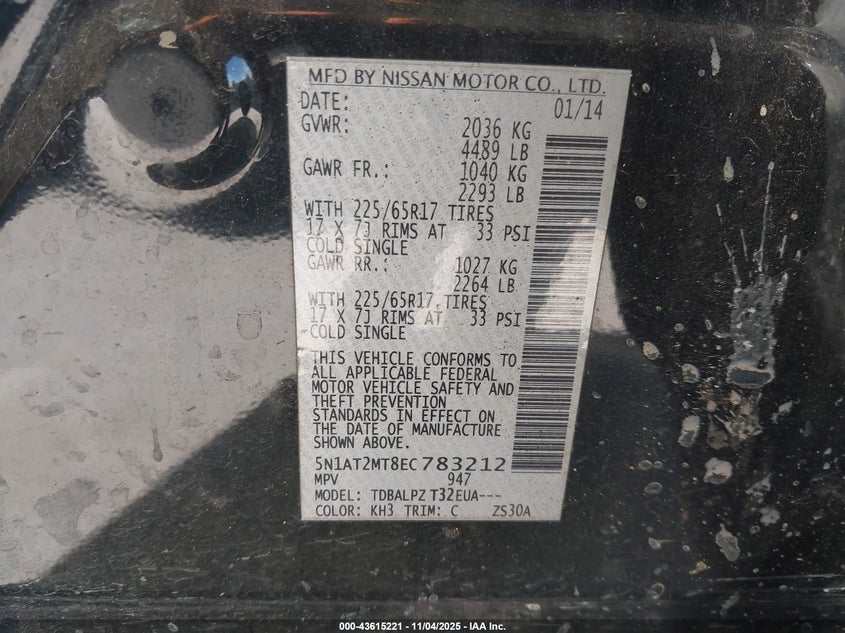 MFD BY NISSAN MOTOR CO., LTD.
DATE: 01/14
GVWR: 2036 KG
4489 LB
GAWR FR.: 1040 KG
2293 LB
WITH 225/65R17 TIRES
17 X 7J RIMS AT 33 PSI
COLD SINGLE
GAWR RR.: 1027 KG
2264 LB
WITH 225/65R17 TIRES
17 X 7J RIMS AT 33 PSI
COLD SINGLE
THIS VEHICLE CONFORMS TO
ALL APPLICABLE FEDERAL
MOTOR VEHICLE SAFETY AND
THEFT PREVENTION
STANDARDS IN EFFECT ON
THE DATE OF MANUFACTURE
SHOWN ABOVE.
5N1AT2MT8EC783212
MPV 947
MODEL: TDBALPZ T32EUA---
COLOR: KH3 TRIM: C ZS30A
000-43615221 - 11/04/2025 - IAA Inc.